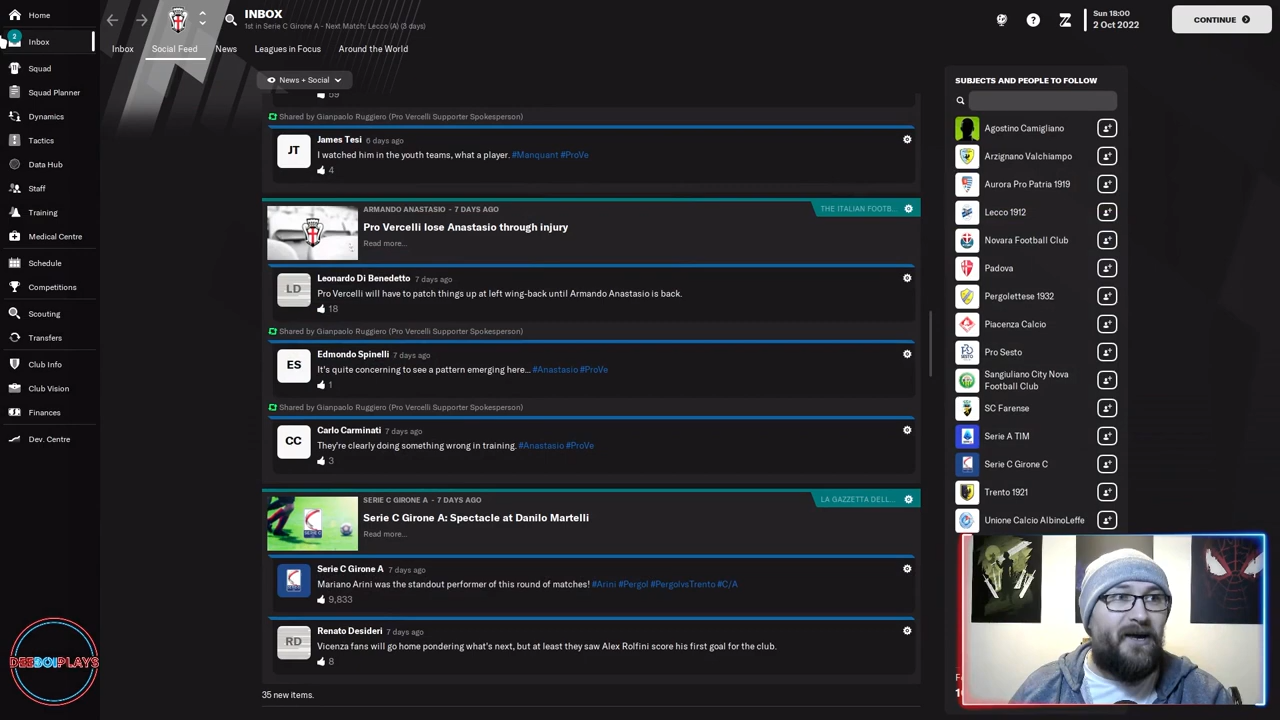 INBOX
1st in Serie C Girone A - Next Match: Lecco (A) (3 days)
Sun 18:00
2 Oct 2022
CONTINUE
Inbox
Social Feed
News
Leagues in Focus
Around the World
Home
2
Inbox
Squad
Squad Planner
Dynamics
Tactics
Data Hub
Staff
Training
Medical Centre
Schedule
Competitions
Scouting
Transfers
Club Info
Club Vision
Finances
Dev. Centre
DEBOIPLAYS
News + Social
59
Shared by Gianpaolo Ruggiero (Pro Vercelli Supporter Spokesperson)
JT
James Tesi 6 days ago
I watched him in the youth teams, what a player. #Manquant #ProVe
4
ARMANDO ANASTASIO - 7 DAYS AGO
THE ITALIAN FOOTB...
Pro Vercelli lose Anastasio through injury
Read more...
LD
Leonardo Di Benedetto 7 days ago
Pro Vercelli will have to patch things up at left wing-back until Armando Anastasio is back.
18
Shared by Gianpaolo Ruggiero (Pro Vercelli Supporter Spokesperson)
ES
Edmondo Spinelli 7 days ago
It's quite concerning to see a pattern emerging here... #Anastasio #ProVe
1
Shared by Gianpaolo Ruggiero (Pro Vercelli Supporter Spokesperson)
CC
Carlo Carminati 7 days ago
They're clearly doing something wrong in training. #Anastasio #ProVe
3
SERIE C GIRONE A - 7 DAYS AGO
LA GAZZETTA DELL...
Serie C Girone A: Spectacle at Danilo Martelli
Read more...
Serie C Girone A 7 days ago
Mariano Arini was the standout performer of this round of matches! #Arini #Pergol #PergolvsTrento #C/A
9,833
RD
Renato Desideri 7 days ago
Vicenza fans will go home pondering what's next, but at least they saw Alex Rolfini score his first goal for the club.
8
35 new items.
SUBJECTS AND PEOPLE TO FOLLOW
Agostino Camigliano
Arzignano Valchiampo
Aurora Pro Patria 1919
Lecco 1912
Novara Football Club
Padova
Pergolettese 1932
Piacenza Calcio
Pro Sesto
Sangiuliano City Nova
Football Club
SC Farense
Serie A TIM
Serie C Girone C
Trento 1921
Unione Calcio AlbinoLeffe